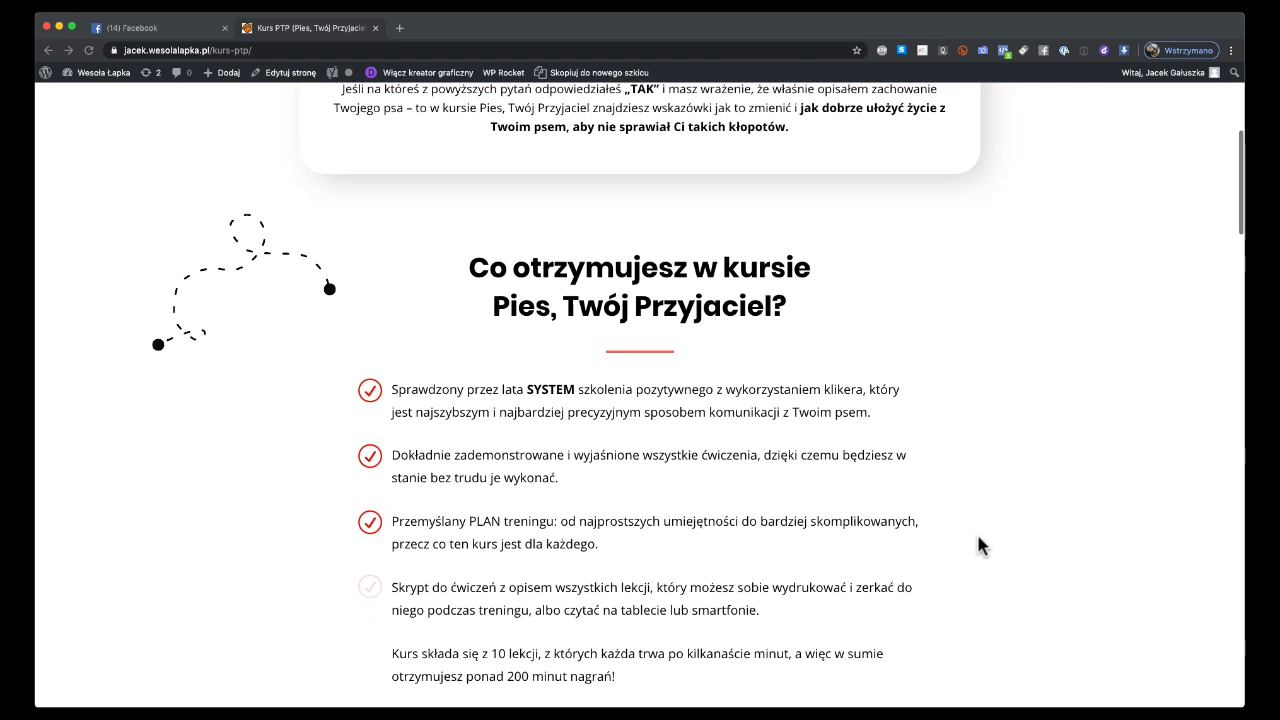 (14) Facebook
Kurs PTP (Pies, Twój Przyjaciel
jacek.wesolalapka.pl/kurs-ptp/
Wstrzymano
Wesoła Łapka
2
0
Dodaj
Edytuj stronę
Włącz kreator graficzny
WP Rocket
Skopiuj do nowego szkicu
Witaj, Jacek Gałuszka
Jeśli na któreś z powyższych pytań odpowiedziałeś „TAK” i masz wrażenie, że właśnie opisałem zachowanie
Twojego psa – to w kursie Pies, Twój Przyjaciel znajdziesz wskazówki jak to zmienić i jak dobrze ułożyć życie z
Twoim psem, aby nie sprawiał Ci takich kłopotów.
Co otrzymujesz w kursie
Pies, Twój Przyjaciel?
Sprawdzony przez lata SYSTEM szkolenia pozytywnego z wykorzystaniem klikera, który
jest najszybszym i najbardziej precyzyjnym sposobem komunikacji z Twoim psem.
Dokładnie zademonstrowane i wyjaśnione wszystkie ćwiczenia, dzięki czemu będziesz w
stanie bez trudu je wykonać.
Przemyślany PLAN treningu: od najprostszych umiejętności do bardziej skomplikowanych,
przecz co ten kurs jest dla każdego.
Skrypt do ćwiczeń z opisem wszystkich lekcji, który możesz sobie wydrukować i zerkać do
niego podczas treningu, albo czytać na tablecie lub smartfonie.
Kurs składa się z 10 lekcji, z których każda trwa po kilkanaście minut, a więc w sumie
otrzymujesz ponad 200 minut nagrań!